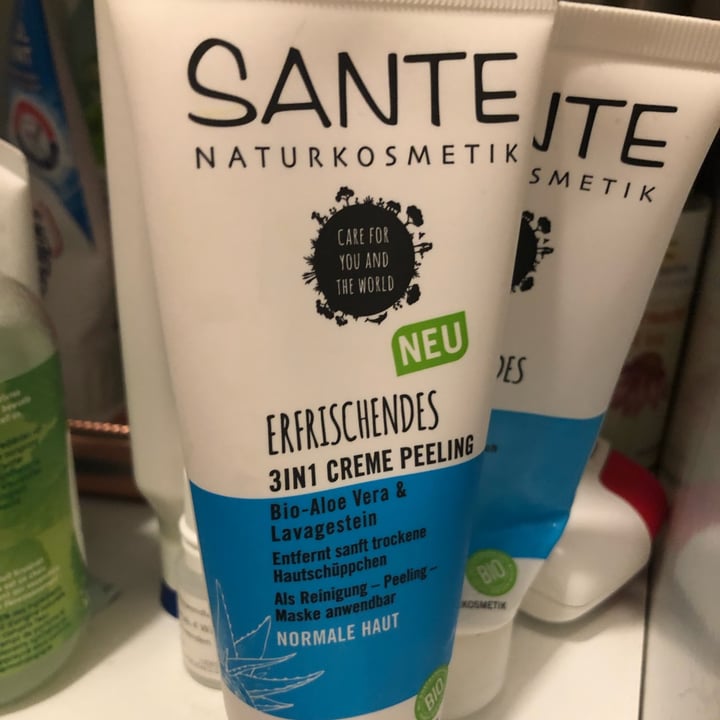 SANTE
NATURKOSMETIK
CARE FOR
YOU AND
THE WORLD
NEU
ERFRISCHENDES
3IN1 CREME PEELING
Bio-Aloe Vera &
Lavagestein
Entfernt sanft trockene
Hautschüppchen
Als Reinigung – Peeling –
Maske anwendbar
NORMALE HAUT
BIO
NTE
SMETIK
DES
BIO
KOSMETIK